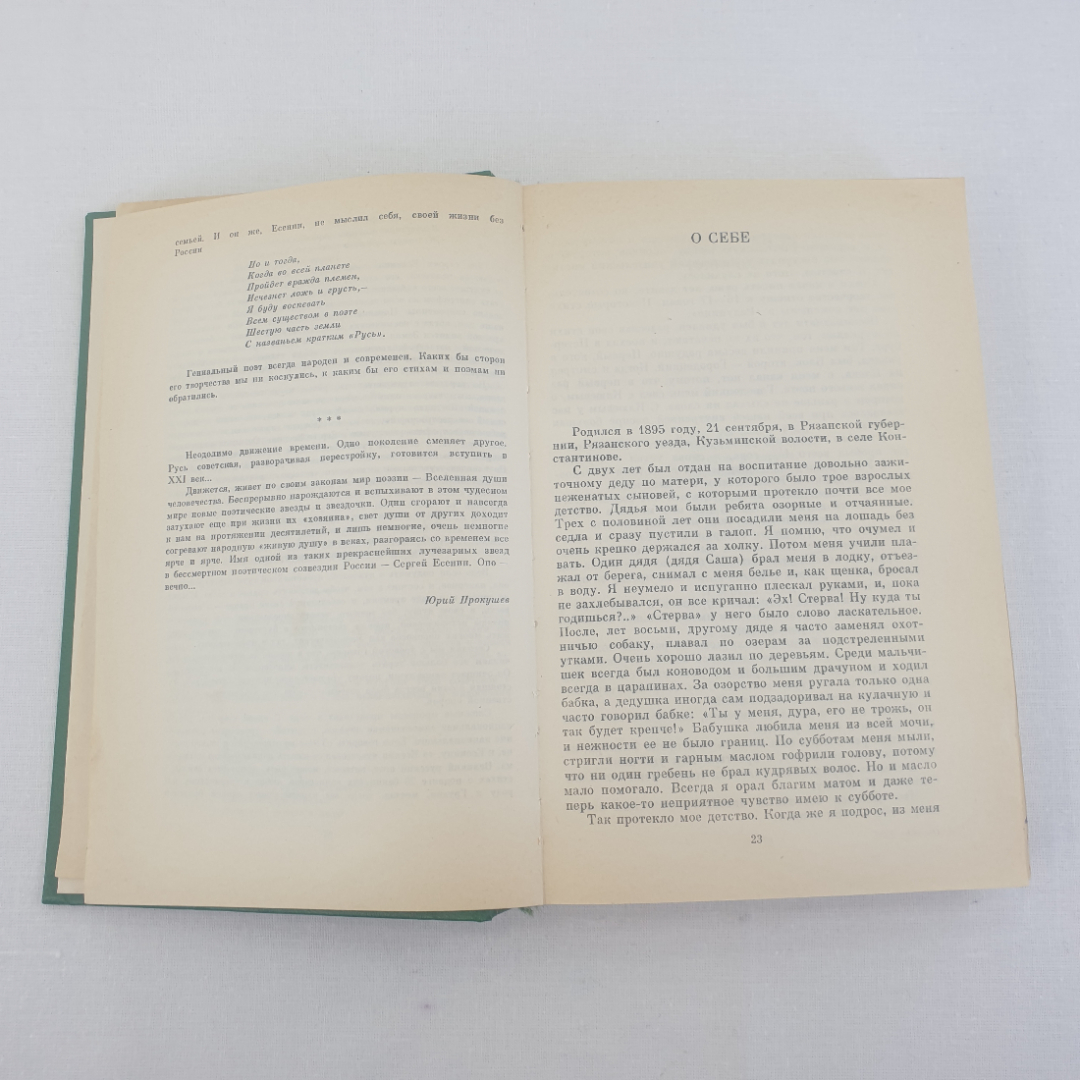 семьей. И он же, Есенин, не мыслил себя, своей жизни без
России
Но и тогда,
Когда во всей планете
Пройдет вражда племен,
Исчезнет ложь и грусть,—
Я буду воспевать
Всем существом в поэте
Шестую часть земли
С названьем кратким «Русь».
Гениальный поэт всегда народен и современен. Каких бы сторон
его творчества мы ни коснулись, к каким бы его стихам и поэмам ни
обратились.
* * *
Неодолимо движение времени. Одно поколение сменяет другое.
Русь советская, разворачивая перестройку, готовится вступить в
XXI век...
Движется, живет по своим законам мир поэзии — Вселенная души
человечества. Беспрерывно нарождаются и вспыхивают в этом чудесном
мире новые поэтические звезды и звездочки. Одни сгорают и навсегда
затухают еще при жизни их «хозяина», свет души от других доходит
к нам на протяжении десятилетий, и лишь немногие, очень немногие
согревают народную «живую душу» в веках, разгораясь со временем все
ярче и ярче. Имя одной из таких прекраснейших лучезарных звезд
в бессмертном поэтическом созвездии России — Сергей Есенин. Оно —
вечно...
Юрий Прокушев
О СЕБЕ
Родился в 1895 году, 21 сентября, в Рязанской губер-
нии, Рязанского уезда, Кузьминской волости, в селе Кон-
стантинове.
С двух лет был отдан на воспитание довольно зажи-
точному деду по матери, у которого было трое взрослых
неженатых сыновей, с которыми протекло почти все мое
детство. Дядья мои были ребята озорные и отчаянные.
Трех с половиной лет они посадили меня на лошадь без
седла и сразу пустили в галоп. Я помню, что очумел и
очень крепко держался за холку. Потом меня учили пла-
вать. Один дядя (дядя Саша) брал меня в лодку, отъез-
жал от берега, снимал с меня белье и, как щенка, бросал
в воду. Я неумело и испуганно плескал руками, и, пока
не захлебывался, он все кричал: «Эх! Стерва! Ну куда ты
годишься?..» «Стерва» у него было слово ласкательное.
После, лет восьми, другому дяде я часто заменял охот-
ничью собаку, плавал по озерам за подстреленными
утками. Очень хорошо лазил по деревьям. Среди мальчи-
шек всегда был коноводом и большим драчуном и ходил
всегда в царапинах. За озорство меня ругала только одна
бабка, а дедушка иногда сам подзадоривал на кулачную и
часто говорил бабке: «Ты у меня, дура, его не трожь, он
так будет крепче!» Бабушка любила меня из всей мочи,
и нежности ее не было границ. По субботам меня мыли,
стригли ногти и гарным маслом гофрили голову, потому
что ни один гребень не брал кудрявых волос. Но и масло
мало помогало. Всегда я орал благим матом и даже те-
перь какое-то неприятное чувство имею к субботе.
Так протекло мое детство. Когда же я подрос, из меня
23